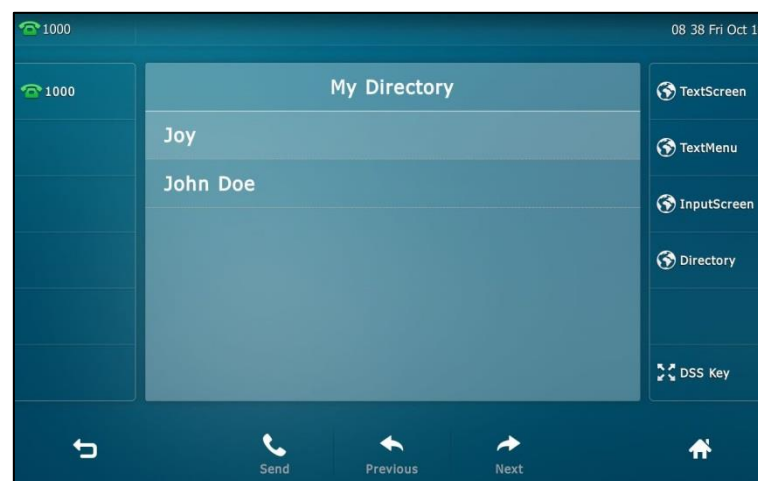 1000
08 38 Fri Oct 1
1000
My Directory
Joy
John Doe
TextScreen
TextMenu
InputScreen
Directory
DSS Key
Send
Previous
Next